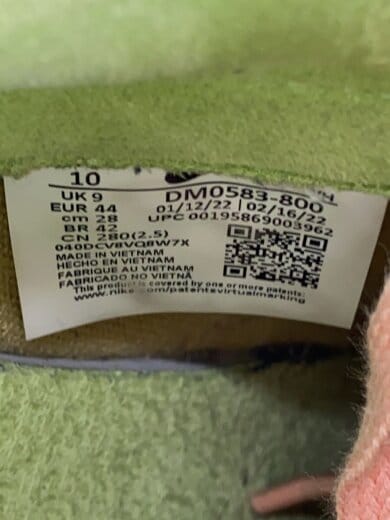 10
UK 9 DM0583-800
EUR 44 01/12/22 | 02/16/22
cm 28 UPC 00195869003962
BR 42
CN 280(2.5)
040DCV8VQ8W7X
MADE IN VIETNAM
HECHO EN VIETNAM
FABRIQUE AU VIETNAM
FABRICADO NO VIETNÃ
This product is covered by one or more patents:
www.nike.com/patentsvirtualmarking